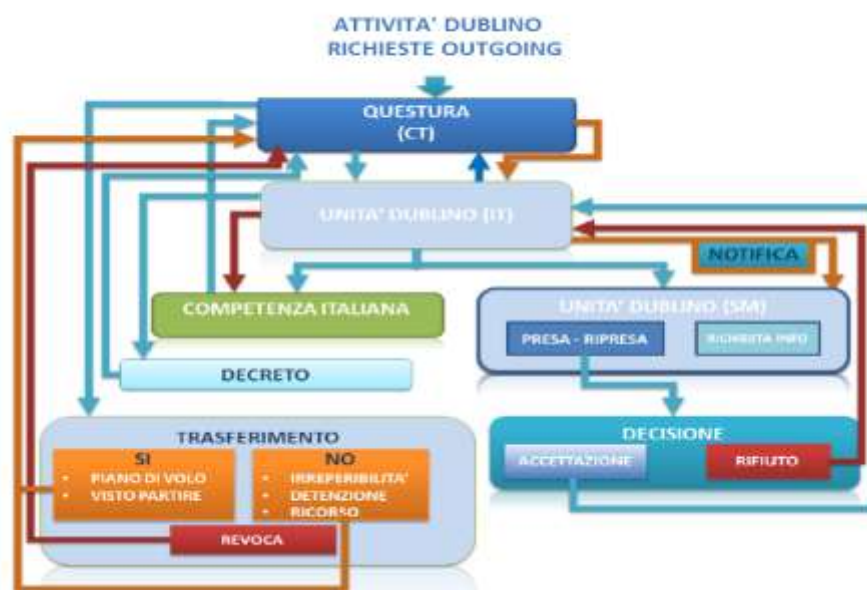 ATTIVITA' DUBLINO
RICHIESTE OUTGOING
QUESTURA
(CT)
UNITA' DUBLINO (IT)
NOTIFICA
COMPETENZA ITALIANA
UNITA' DUBLINO (SM)
PRESA - RIPRESA
RICHIESTA INFO
DECRETO
TRASFERIMENTO
SI
• PIANO DI VOLO
• VISTO PARTIRE
NO
• IRREPERIBILITA'
• DETENZIONE
• RICORSO
REVOCA
DECISIONE
ACCETTAZIONE
RIFIUTO